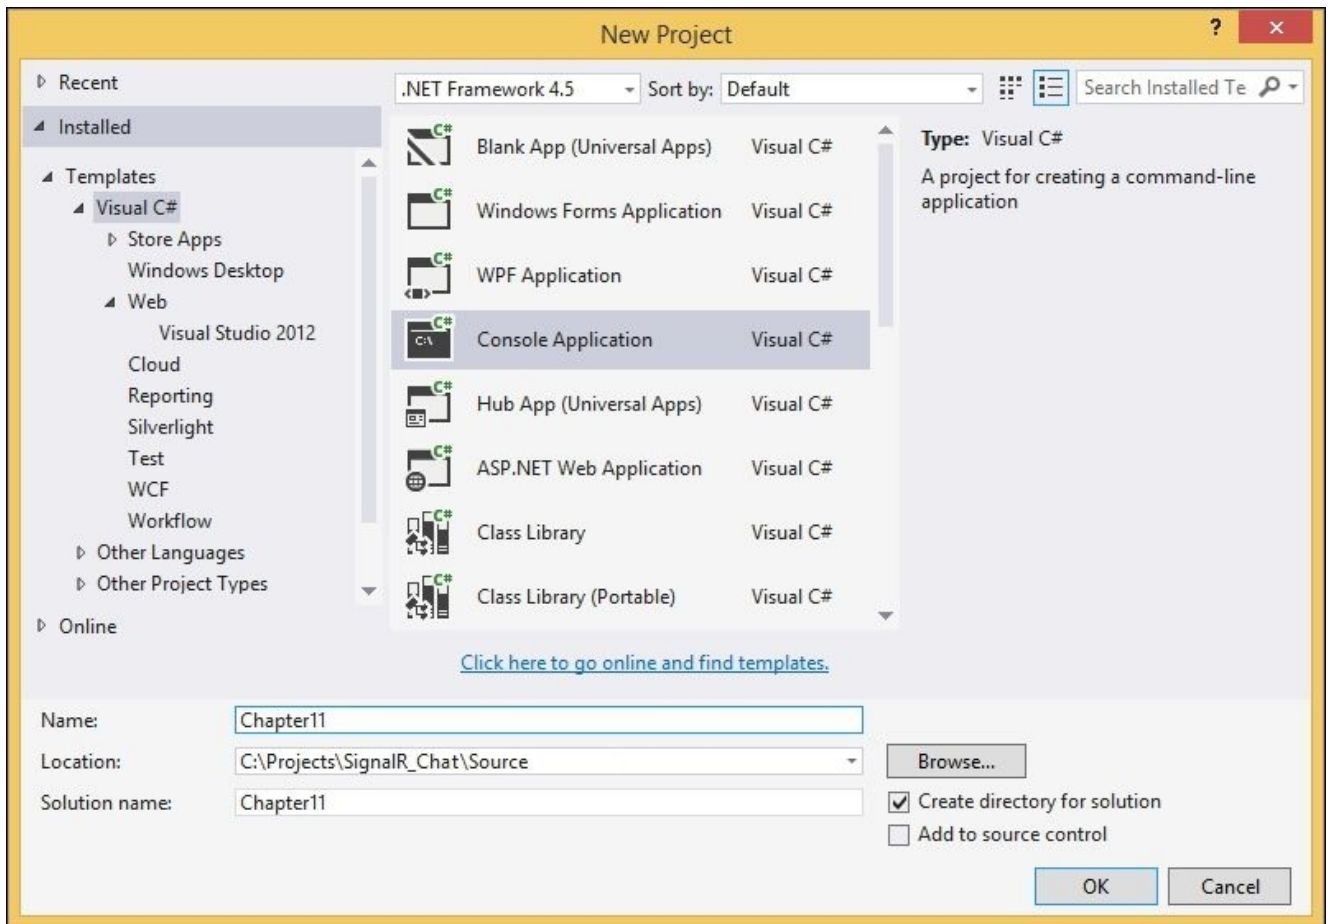 New Project
?
Recent
Installed
Templates
Visual C#
Store Apps
Windows Desktop
Web
Visual Studio 2012
Cloud
Reporting
Silverlight
Test
WCF
Workflow
Other Languages
Other Project Types
Online
.NET Framework 4.5
Sort by: Default
Search Installed Te
C# Blank App (Universal Apps) Visual C#
C# Windows Forms Application Visual C#
C# WPF Application Visual C#
C# C:\ Console Application Visual C#
C# Hub App (Universal Apps) Visual C#
C# ASP.NET Web Application Visual C#
C# Class Library Visual C#
C# Class Library (Portable) Visual C#
Click here to go online and find templates.
Type: Visual C#
A project for creating a command-line
application
Name: Chapter11
Location: C:\Projects\SignalR_Chat\Source
Browse...
Solution name: Chapter11
Create directory for solution
Add to source control
OK
Cancel